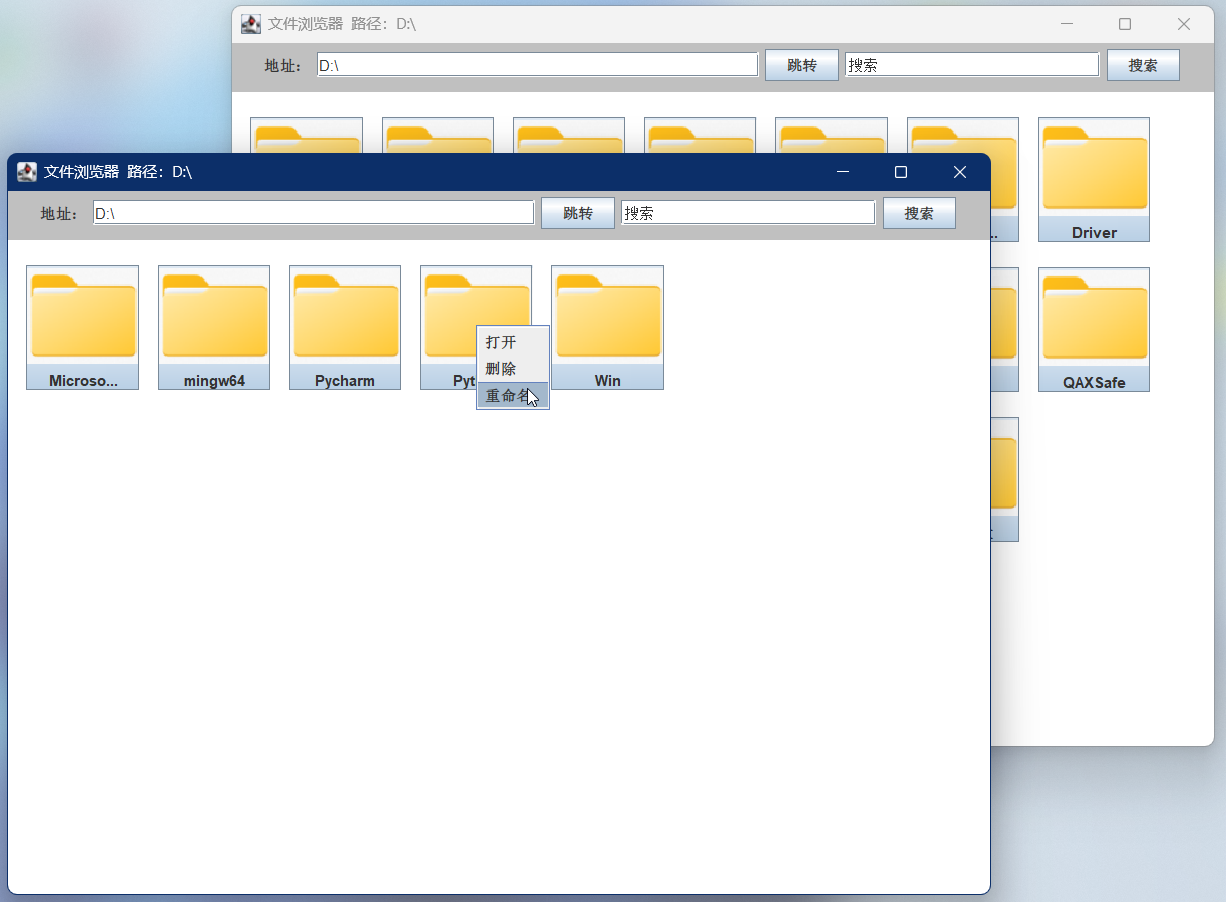 文件浏览器 路径：D:\
地址： D:\ 跳转 搜索 搜索
Driver
QAXSafe
文件浏览器 路径：D:\
地址： D:\ 跳转 搜索 搜索
Microso... mingw64 Pycharm Win
打开
删除
重命名